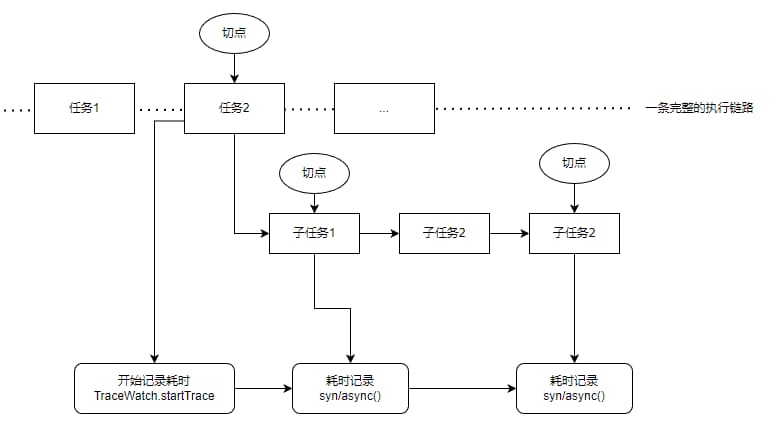 切点
任务1
任务2
...
一条完整的执行链路
切点
切点
子任务1
子任务2
子任务2
开始记录耗时
TraceWatch.startTrace
耗时记录
syn/async()
耗时记录
syn/async()